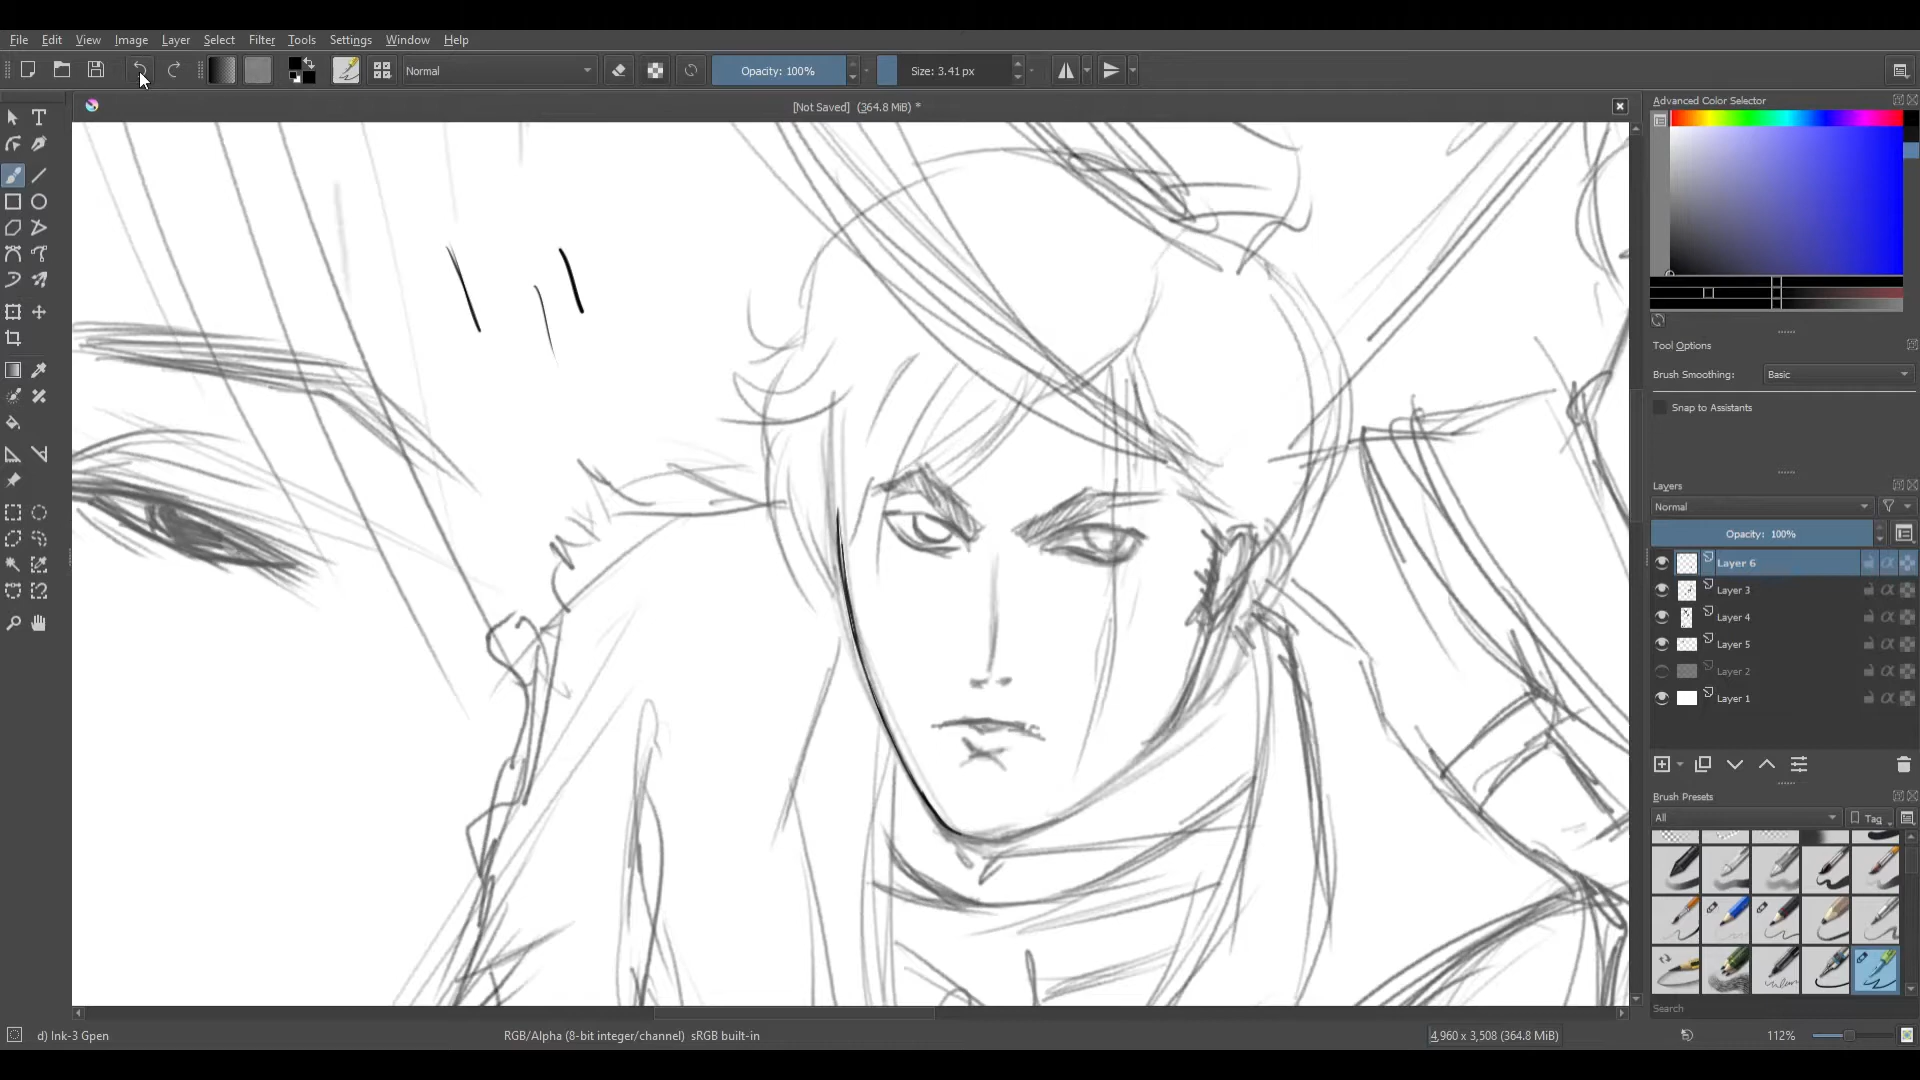 File Edit View Image Layer Select Filter Tools Settings Window Help
Normal
Opacity: 100%
Size: 3.41 px
[Not Saved] (364.8 MiB) *
Advanced Color Selector
Tool Options
Brush Smoothing:
Basic
Snap to Assistants
Layers
Normal
Opacity: 100%
Layer 6
Layer 3
Layer 4
Layer 5
Layer 2
Layer 1
Brush Presets
All
Tag
Search
d) Ink-3 Gpen
RGB/Alpha (8-bit integer/channel) sRGB built-in
4,960 x 3,508 (364.8 MiB)
112%